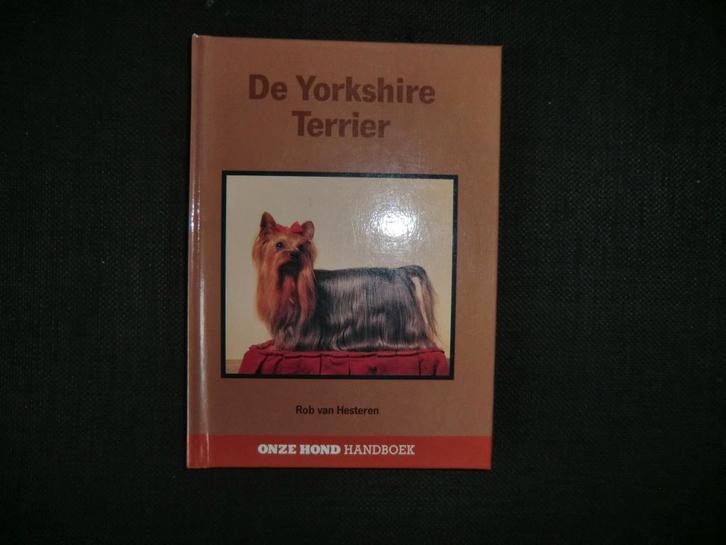 De Yorkshire
Terrier
Rob van Hesteren
ONZE HOND HANDBOEK